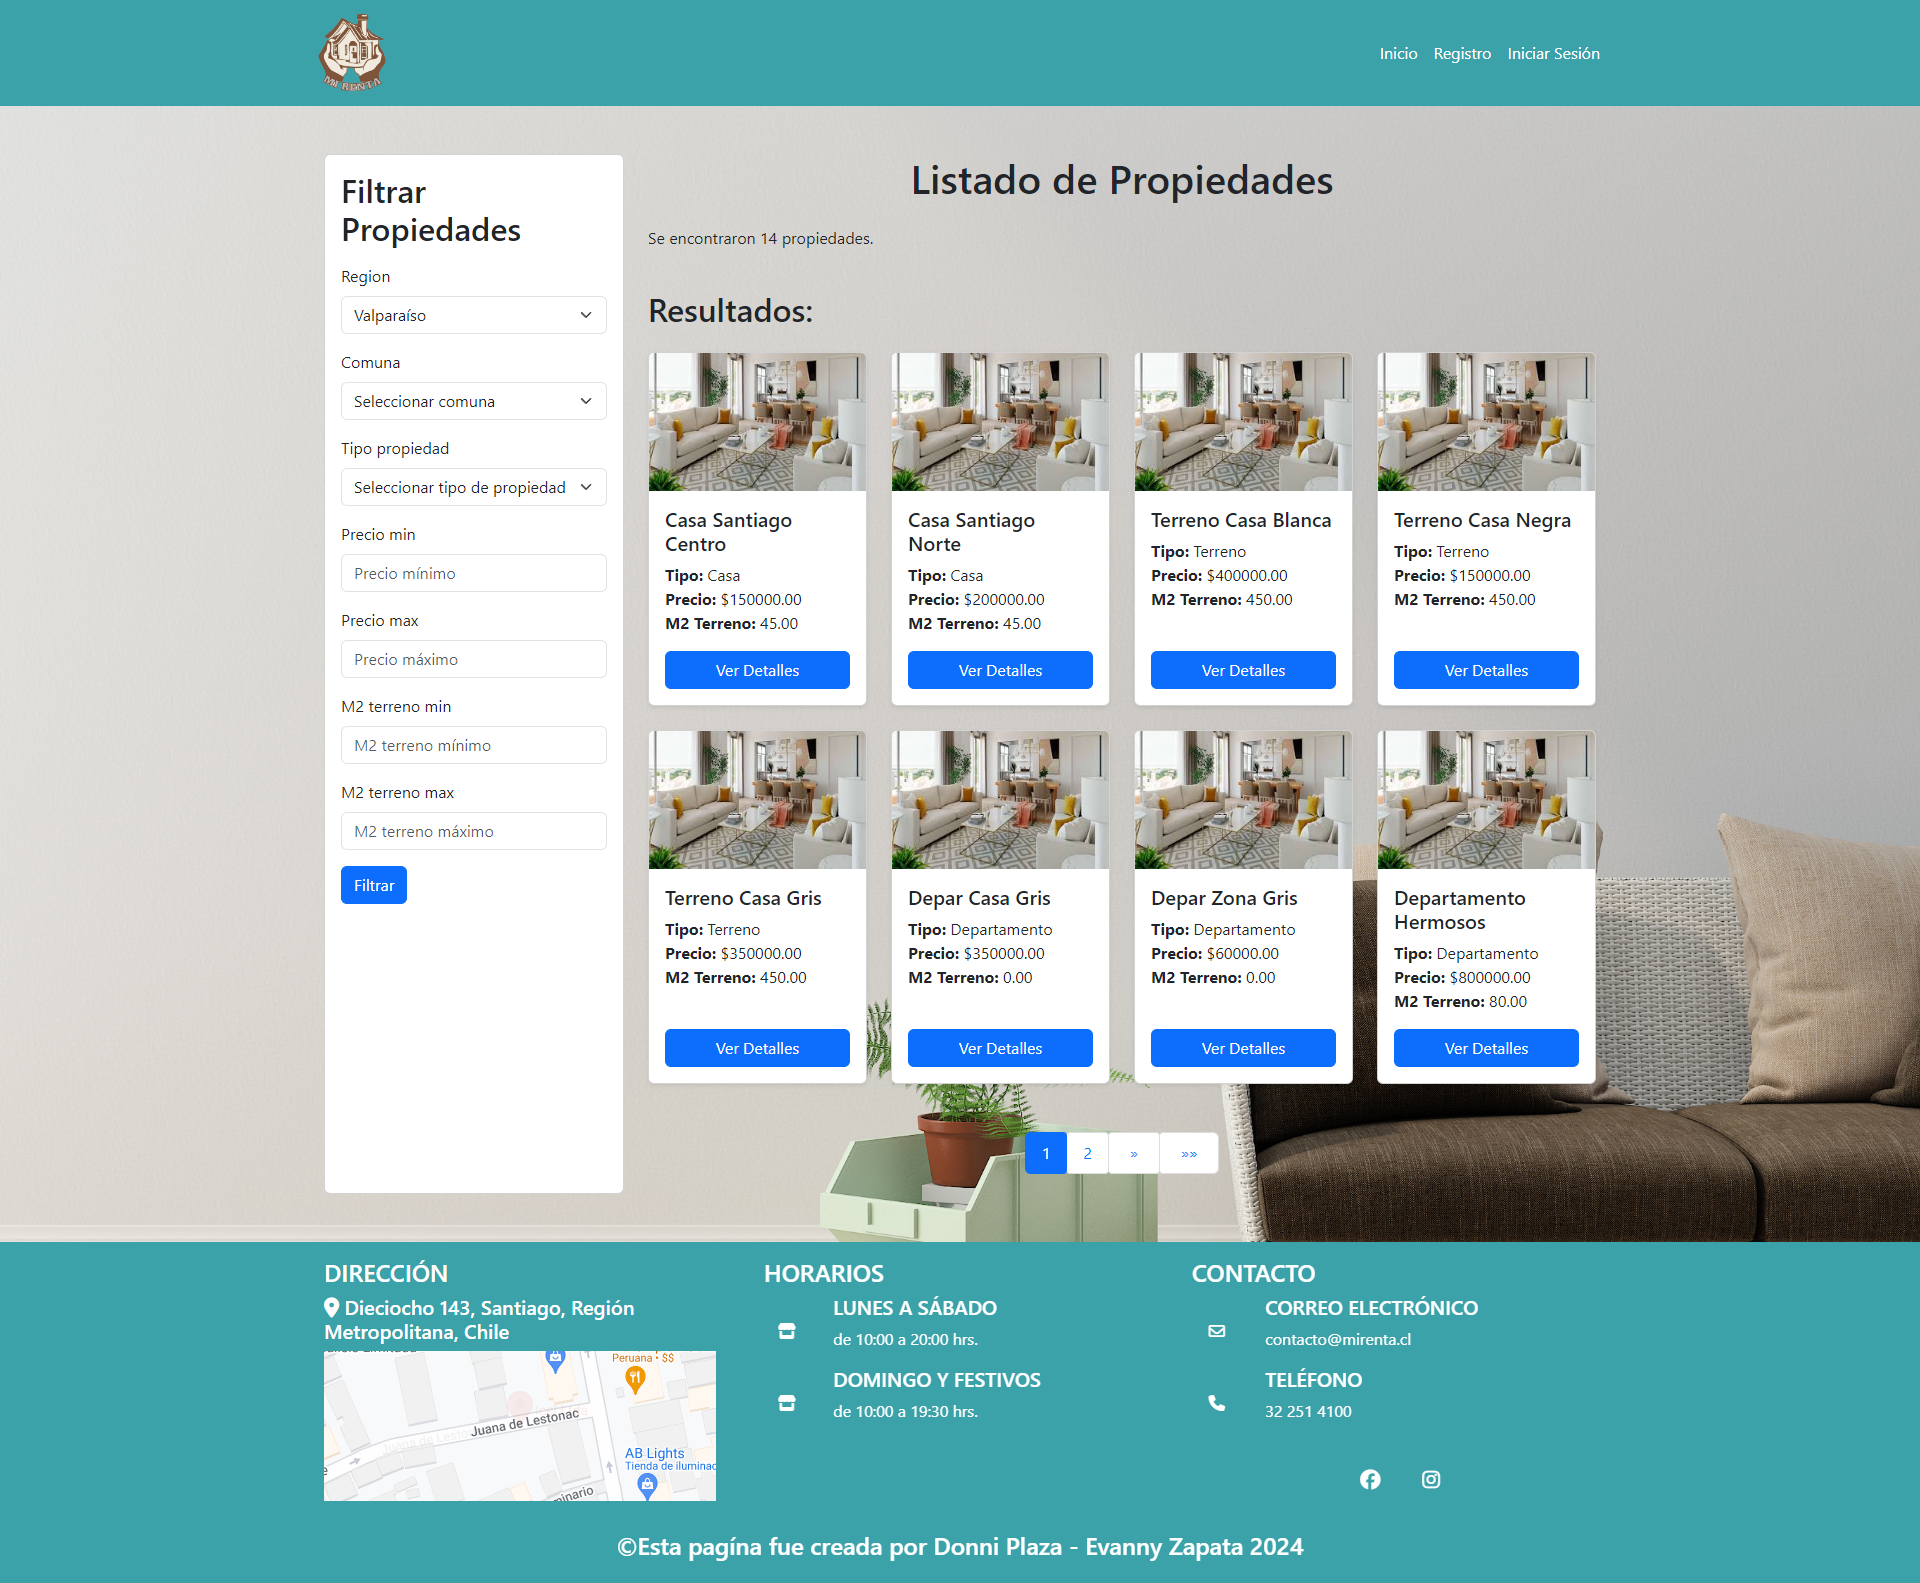 MI RENTA
Inicio Registro Iniciar Sesión
Filtrar
Propiedades
Region
Valparaíso
Comuna
Seleccionar comuna
Tipo propiedad
Seleccionar tipo de propiedad
Precio min
Precio mínimo
Precio max
Precio máximo
M2 terreno min
M2 terreno mínimo
M2 terreno max
M2 terreno máximo
Filtrar
Listado de Propiedades
Se encontraron 14 propiedades.
Resultados:
Casa Santiago
Centro
Tipo: Casa
Precio: $150000.00
M2 Terreno: 45.00
Ver Detalles
Casa Santiago
Norte
Tipo: Casa
Precio: $200000.00
M2 Terreno: 45.00
Ver Detalles
Terreno Casa Blanca
Tipo: Terreno
Precio: $400000.00
M2 Terreno: 450.00
Ver Detalles
Terreno Casa Negra
Tipo: Terreno
Precio: $150000.00
M2 Terreno: 450.00
Ver Detalles
Terreno Casa Gris
Tipo: Terreno
Precio: $350000.00
M2 Terreno: 450.00
Ver Detalles
Depar Casa Gris
Tipo: Departamento
Precio: $350000.00
M2 Terreno: 0.00
Ver Detalles
Depar Zona Gris
Tipo: Departamento
Precio: $60000.00
M2 Terreno: 0.00
Ver Detalles
Departamento
Hermosos
Tipo: Departamento
Precio: $800000.00
M2 Terreno: 80.00
Ver Detalles
1 2 » »»
DIRECCIÓN
Dieciocho 143, Santiago, Región
Metropolitana, Chile
Peruana • $$
Juana de Lestonac
AB Lights
Tienda de iluminac
HORARIOS
LUNES A SÁBADO
de 10:00 a 20:00 hrs.
DOMINGO Y FESTIVOS
de 10:00 a 19:30 hrs.
CONTACTO
CORREO ELECTRÓNICO
contacto@mirenta.cl
TELÉFONO
32 251 4100
©Esta pagína fue creada por Donni Plaza - Evanny Zapata 2024